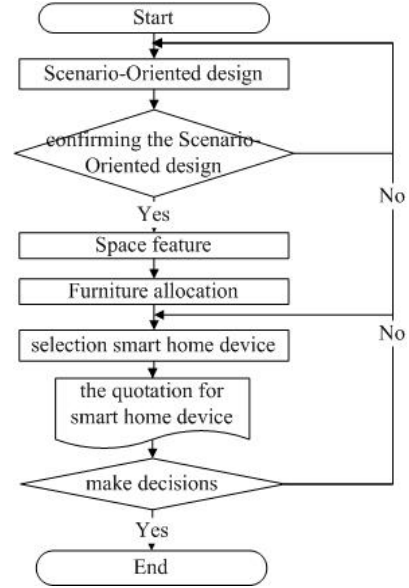 Start
Scenario-Oriented design
confirming the Scenario-
Oriented design
No
Yes
Space feature
Furniture allocation
No
selection smart home device
the quotation for
smart home device
make decisions
Yes
End